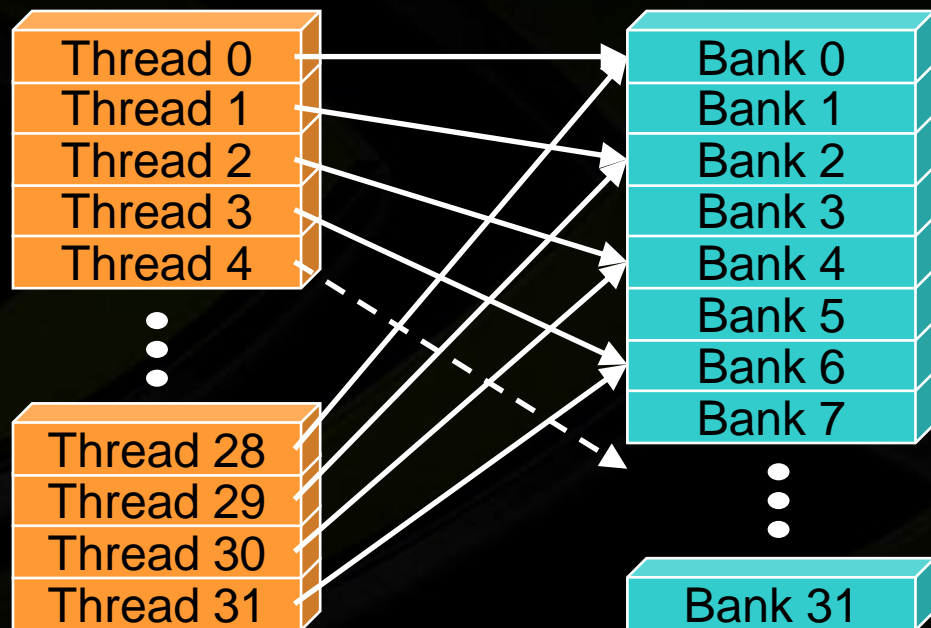 Thread 0
Thread 1
Thread 2
Thread 3
Thread 4
Thread 28
Thread 29
Thread 30
Thread 31
Bank 0
Bank 1
Bank 2
Bank 3
Bank 4
Bank 5
Bank 6
Bank 7
Bank 31